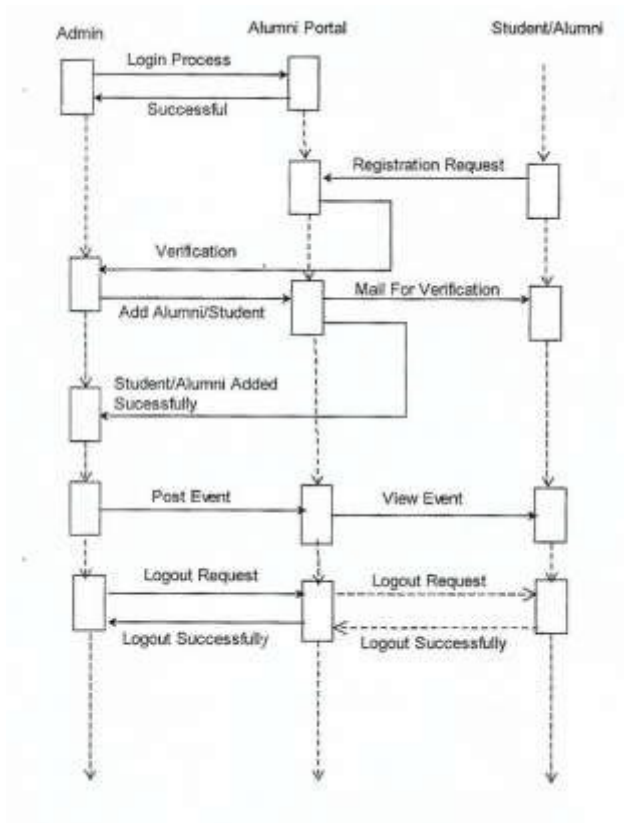 Admin
Alumni Portal
Student/Alumni
Login Process
Successful
Registration Request
Verification
Mail For Verification
Add Alumni/Student
Student/Alumni Added
Sucessfully
Post Event
View Event
Logout Request
Logout Request
Logout Successfully
Logout Successfully